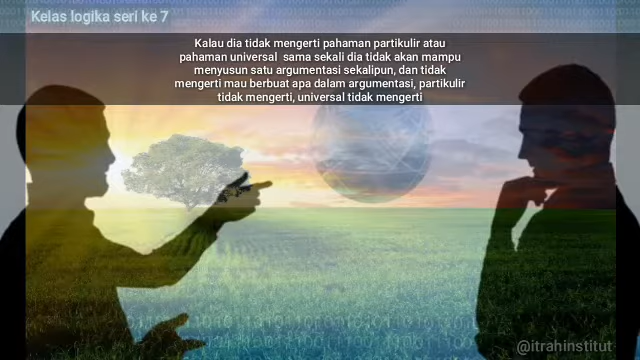 Kelas logika seri ke 7
Kalau dia tidak mengerti pahaman partikulir atau
pahaman universal sama sekali dia tidak akan mampu
menyusun satu argumentasi sekalipun, dan tidak
mengerti mau berbuat apa dalam argumentasi, partikulir
tidak mengerti, universal tidak mengerti
@itrahinstitut